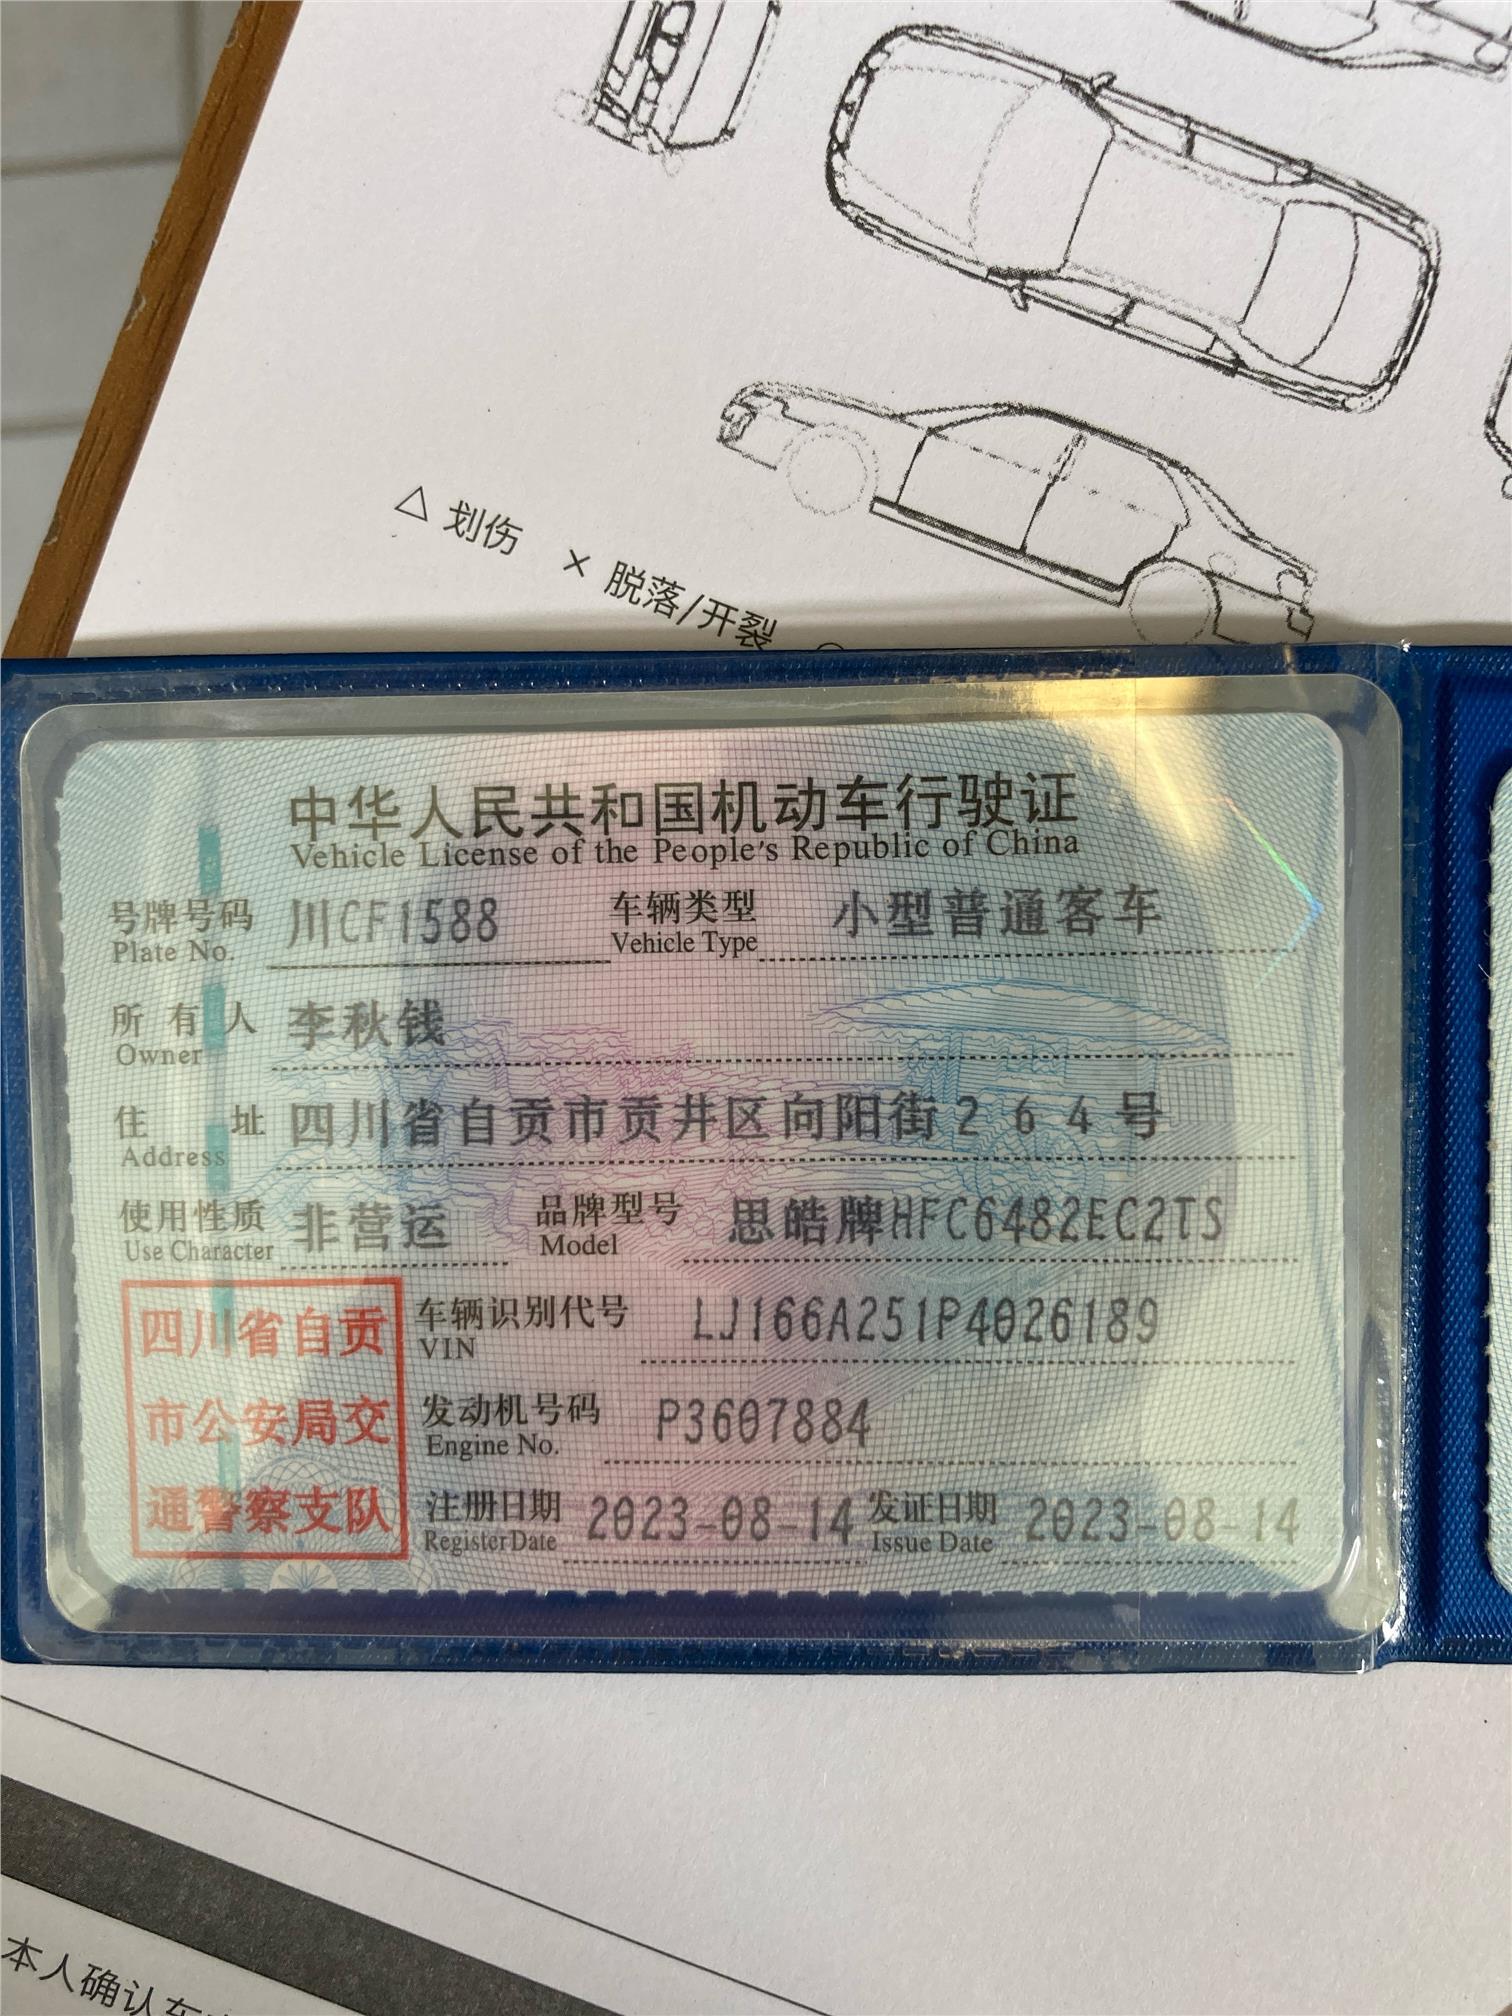 △ 划伤 × 脱落/开裂
中华人民共和国机动车行驶证
Vehicle License of the People's Republic of China
号牌号码 川CF1588 车辆类型 小型普通客车
Plate No. Vehicle Type
所有人 李秋钱
Owner
住址 四川省自贡市贡井区向阳街264号
Address
使用性质 非营运 品牌型号 思皓牌HFC6482EC2TS
Use Character Model
四川省自贡
市公安局交
通警察支队
车辆识别代号 LJ166A251P4026189
VIN
发动机号码 P3607884
Engine No.
注册日期 2023-08-14 发证日期 2023-08-14
Register Date Issue Date
本人确认车